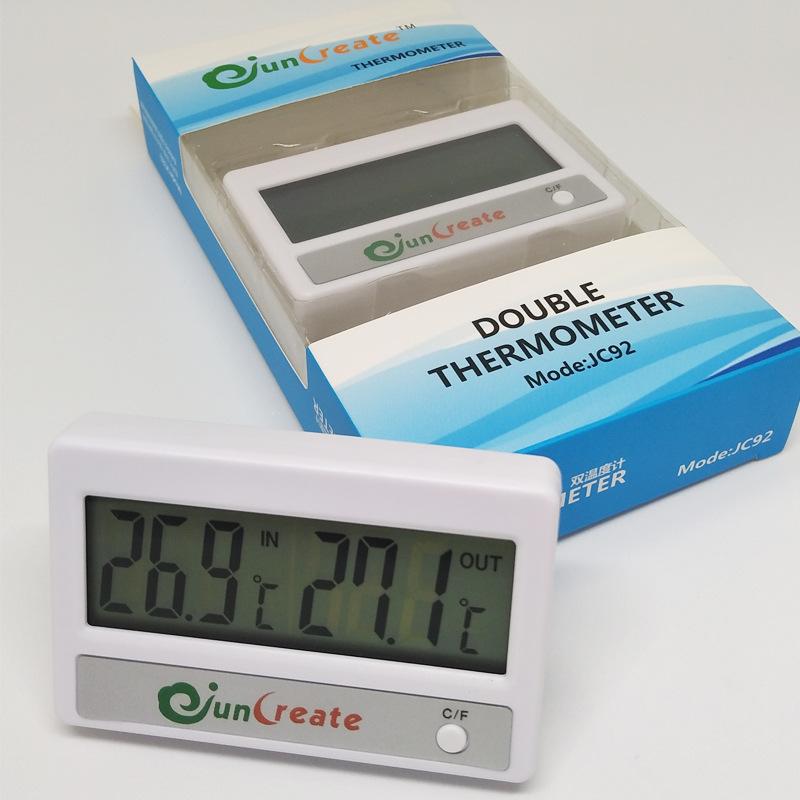 JunCreate™
THERMOMETER
C/F
JunCreate
DOUBLE
THERMOMETER
Mode:JC92
双温度计
METER
Mode:JC92
26.9 IN °C 27.1 OUT °C
JunCreate
C/F